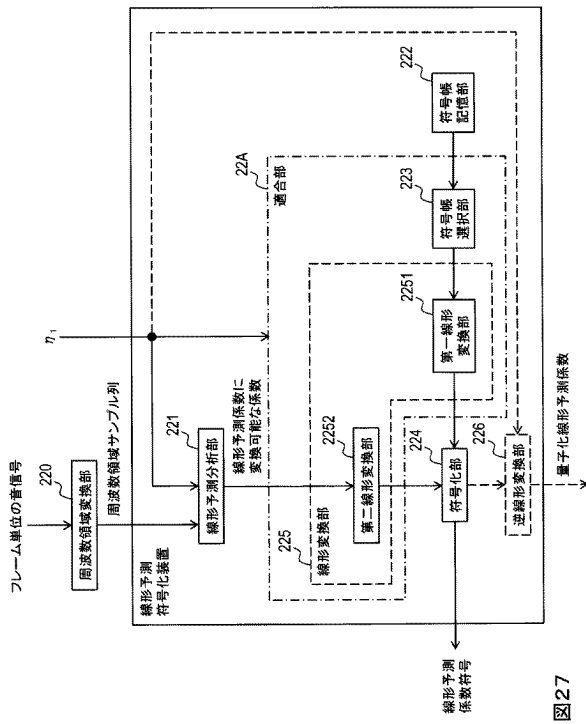 フレーム単位の音信号
220
周波数領域変換部
周波数領域サンプル列
η₁
線形予測
符号化装置
221
線形予測分析部
線形予測係数に
変換可能な係数
22A
適合部
222
符号帳
記憶部
223
符号帳
選択部
2251
第一線形
変換部
225
線形変換部
2252
第二線形変換部
224
符号化部
226
逆線形変換部
量子化線形予測係数
線形予測
係数符号
図27